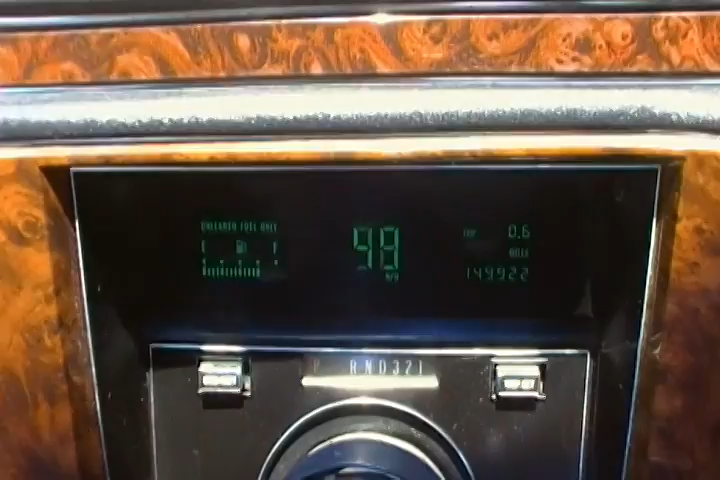 UNLEADED FUEL ONLY
E F
98
MPH
TRIP 0.6
MILES
149922
P RND321